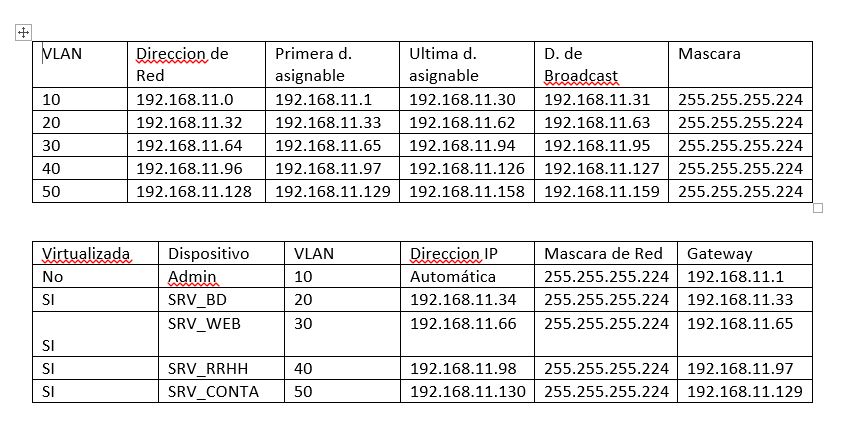 VLAN Direccion de Red Primera d. asignable Ultima d. asignable D. de Broadcast Mascara
10 192.168.11.0 192.168.11.1 192.168.11.30 192.168.11.31 255.255.255.224
20 192.168.11.32 192.168.11.33 192.168.11.62 192.168.11.63 255.255.255.224
30 192.168.11.64 192.168.11.65 192.168.11.94 192.168.11.95 255.255.255.224
40 192.168.11.96 192.168.11.97 192.168.11.126 192.168.11.127 255.255.255.224
50 192.168.11.128 192.168.11.129 192.168.11.158 192.168.11.159 255.255.255.224
Virtualizada Dispositivo VLAN Direccion IP Mascara de Red Gateway
No Admin 10 Automática 255.255.255.224 192.168.11.1
SI SRV_BD 20 192.168.11.34 255.255.255.224 192.168.11.33
SI SRV_WEB 30 192.168.11.66 255.255.255.224 192.168.11.65
SI SRV_RRHH 40 192.168.11.98 255.255.255.224 192.168.11.97
SI SRV_CONTA 50 192.168.11.130 255.255.255.224 192.168.11.129